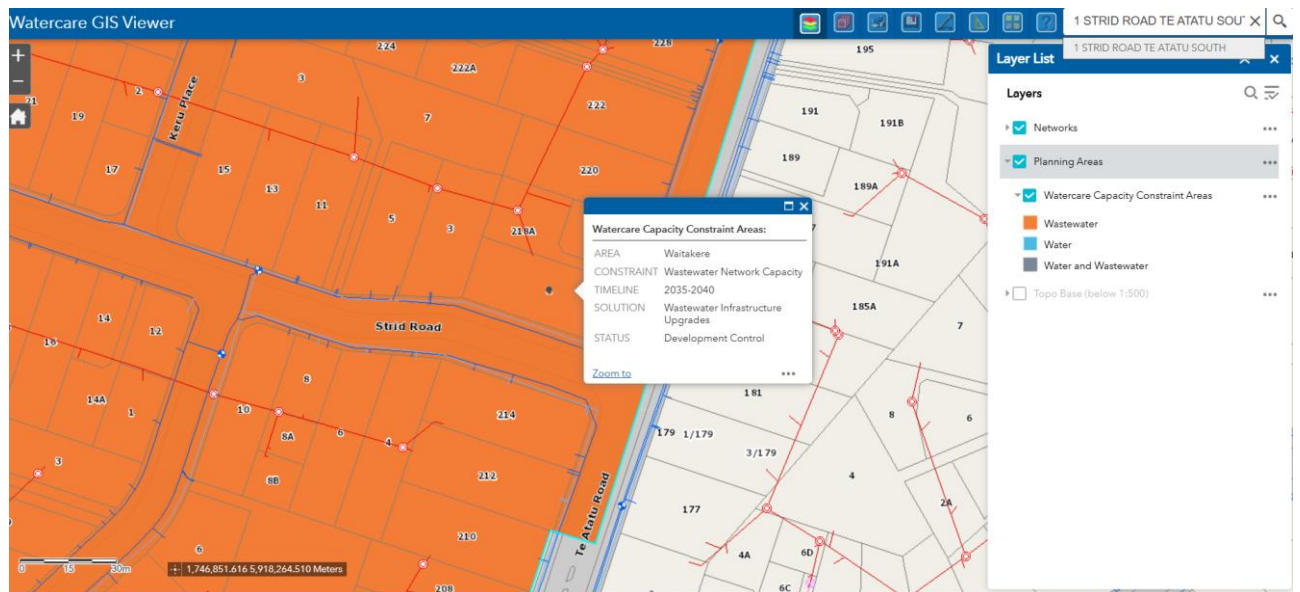 Watercare GIS Viewer
1 STRID ROAD TE ATATU SOU
1 STRID ROAD TE ATATU SOUTH
Layer List
Layers
Networks
Planning Areas
Watercare Capacity Constraint Areas
Wastewater
Water
Water and Wastewater
Topo Base (below 1:500)
Watercare Capacity Constraint Areas:
AREA Waitakere
CONSTRAINT Wastewater Network Capacity
TIMELINE 2035-2040
SOLUTION Wastewater Infrastructure
Upgrades
STATUS Development Control
Zoom to
224
228
195
222A
3
2
21
19
Keru Place
7
222
191
191B
17
15
220
189
13
189A
11
5
3
218A
191A
14
12
Strid Road
185A
7
16
8
14A
1
10
8A
6
4
214
181
179
1/179
3/179
8
6
3
8B
212
4
2A
Te Atatu Road
177
210
6
4A
6D
208
6C
0 15 30m
1,746,851.616 5,918,264.510 Meters